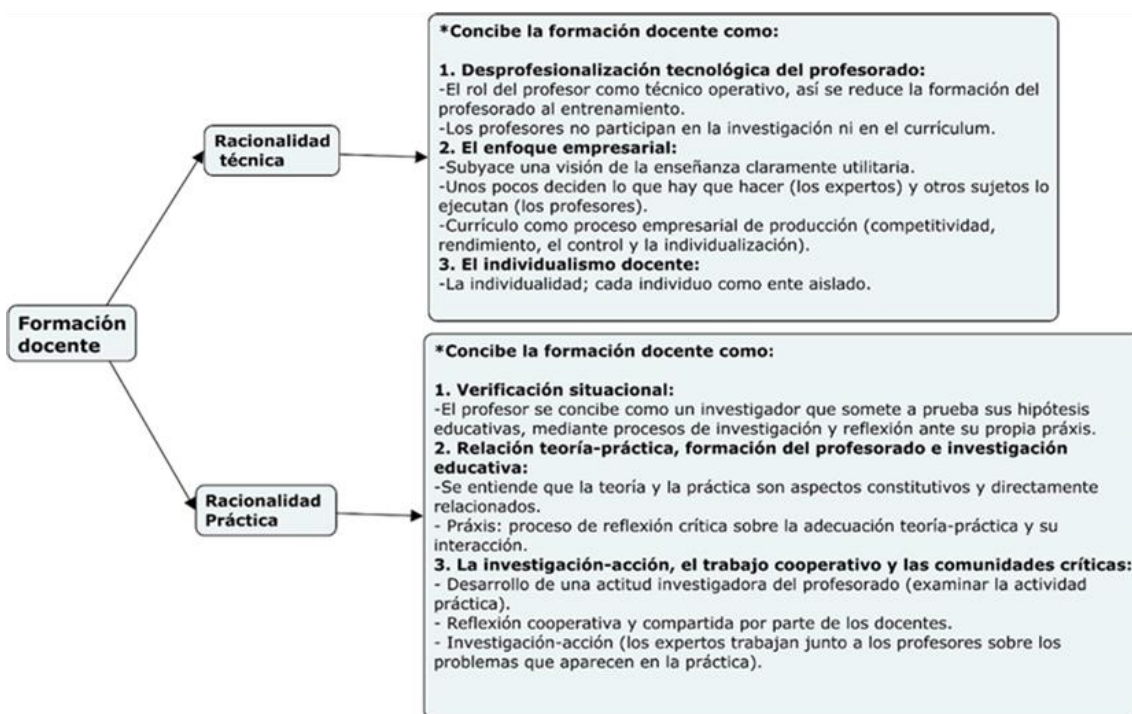 Formación
docente
Racionalidad
técnica
*Concibe la formación docente como:
1. Desprofesionalización tecnológica del profesorado:
-El rol del profesor como técnico operativo, así se reduce la formación del
profesorado al entrenamiento.
-Los profesores no participan en la investigación ni en el currículum.
2. El enfoque empresarial:
-Subyace una visión de la enseñanza claramente utilitaria.
-Unos pocos deciden lo que hay que hacer (los expertos) y otros sujetos lo
ejecutan (los profesores).
-Currículo como proceso empresarial de producción (competitividad,
rendimiento, el control y la individualización).
3. El individualismo docente:
-La individualidad; cada individuo como ente aislado.
Racionalidad
Práctica
*Concibe la formación docente como:
1. Verificación situacional:
-El profesor se concibe como un investigador que somete a prueba sus hipótesis
educativas, mediante procesos de investigación y reflexión ante su propia práxis.
2. Relación teoría-práctica, formación del profesorado e investigación
educativa:
-Se entiende que la teoría y la práctica son aspectos constitutivos y directamente
relacionados.
- Práxis: proceso de reflexión crítica sobre la adecuación teoría-práctica y su
interacción.
3. La investigación-acción, el trabajo cooperativo y las comunidades críticas:
- Desarrollo de una actitud investigadora del profesorado (examinar la actividad
práctica).
- Reflexión cooperativa y compartida por parte de los docentes.
- Investigación-acción (los expertos trabajan junto a los profesores sobre los
problemas que aparecen en la práctica).